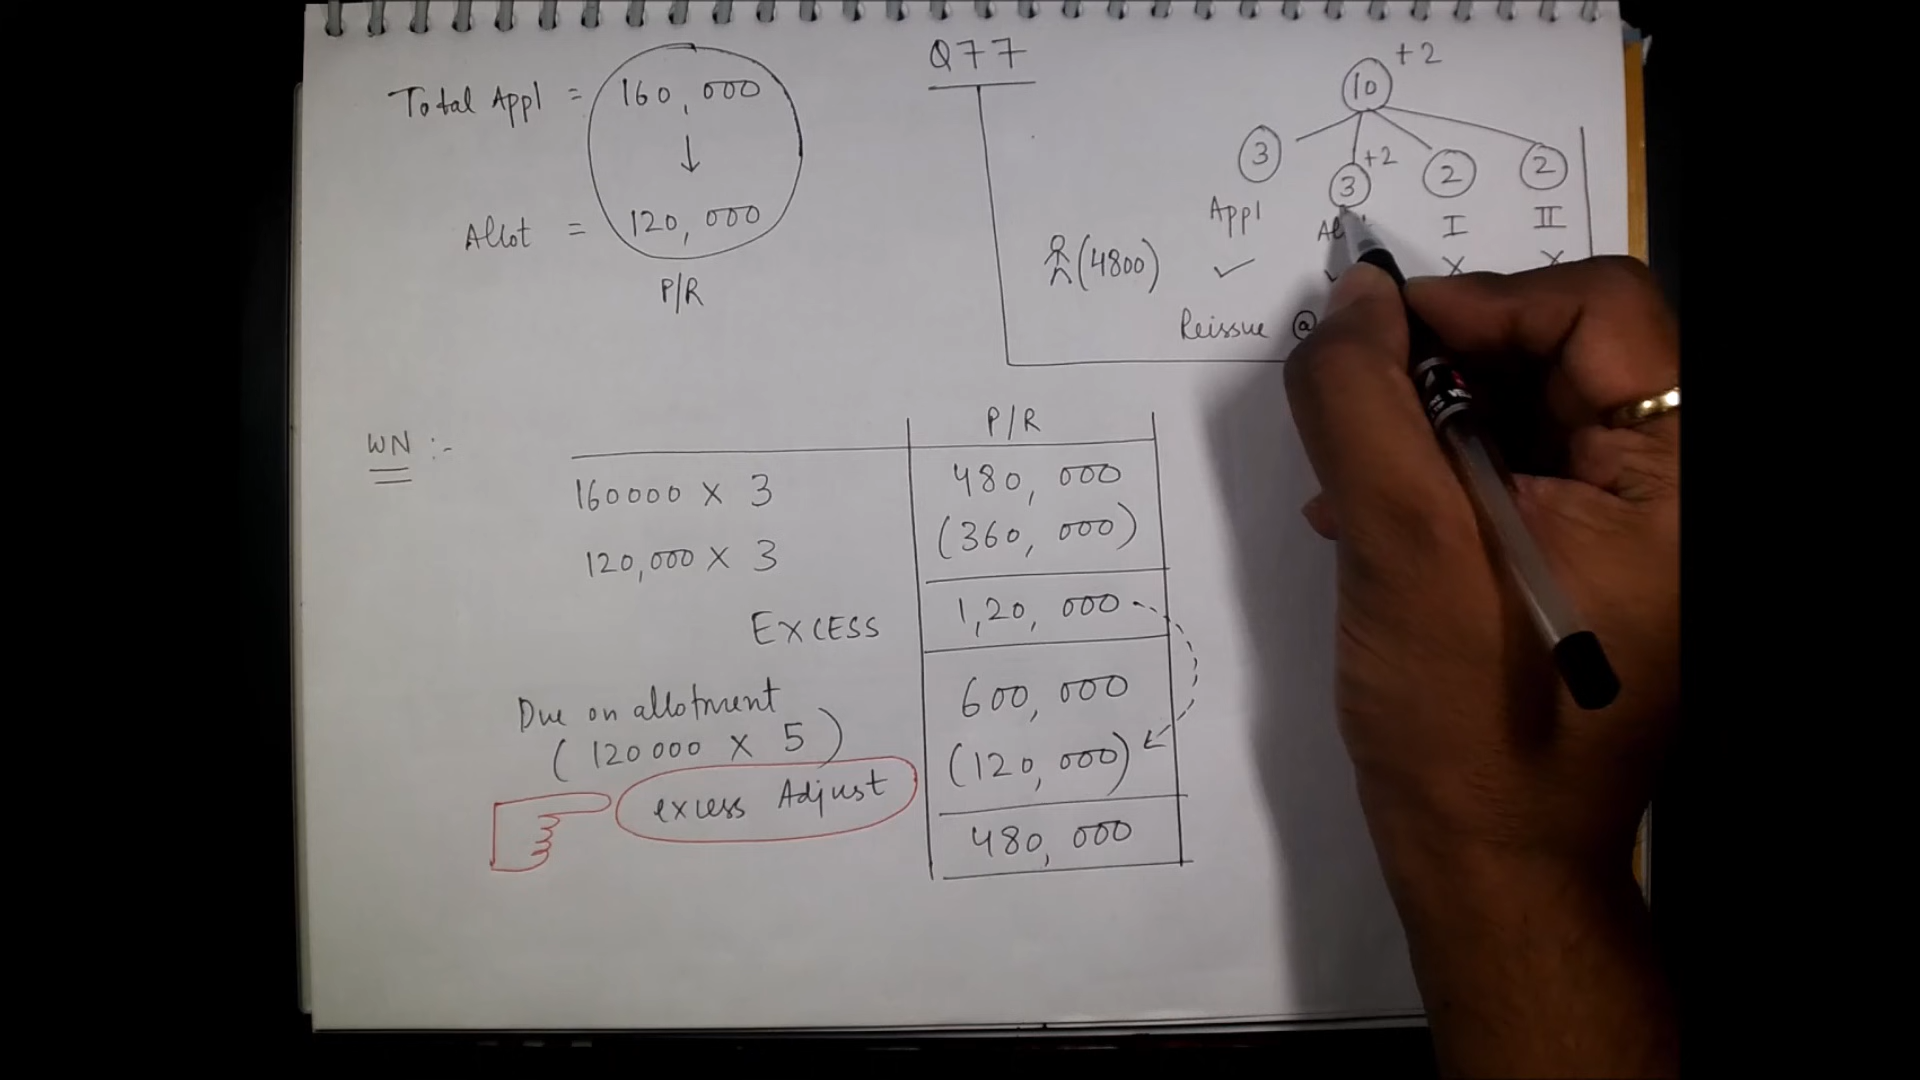 Total Appl = 160,000
↓
Allot = 120,000
P/R
Q77
10 +2
3 3 +2 2 2
Appl I II
(4800) ✓ X X
Reissue @
WN :-
P/R
160000 X 3 480,000
120,000 X 3 (360,000)
EXCESS 1,20,000
Due on allotment 600,000
(120000 X 5)
excess Adjust (120,000)
480,000